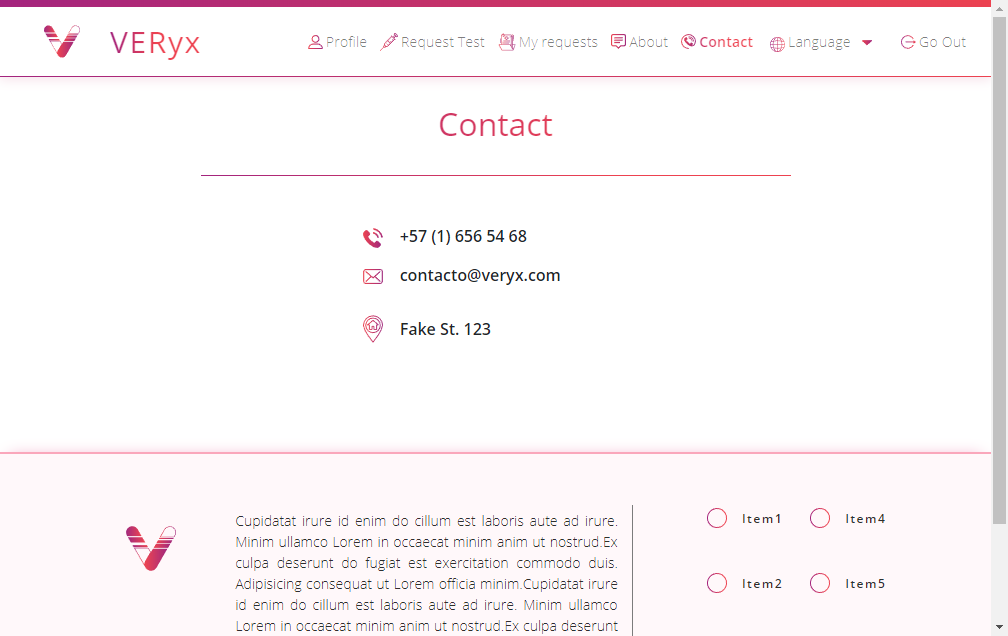 VERyx
Profile
Request Test
My requests
About
Contact
Language
Go Out
Contact
+57 (1) 656 54 68
contacto@veryx.com
Fake St. 123
Cupidatat irure id enim do cillum est laboris aute ad irure.
Minim ullamco Lorem in occaecat minim anim ut nostrud.Ex
culpa deserunt do fugiat est exercitation commodo duis.
Adipisicing consequat ut Lorem officia minim.Cupidatat irure
id enim do cillum est laboris aute ad irure. Minim ullamco
Lorem in occaecat minim anim ut nostrud.Ex culpa deserunt
Item1
Item4
Item2
Item5